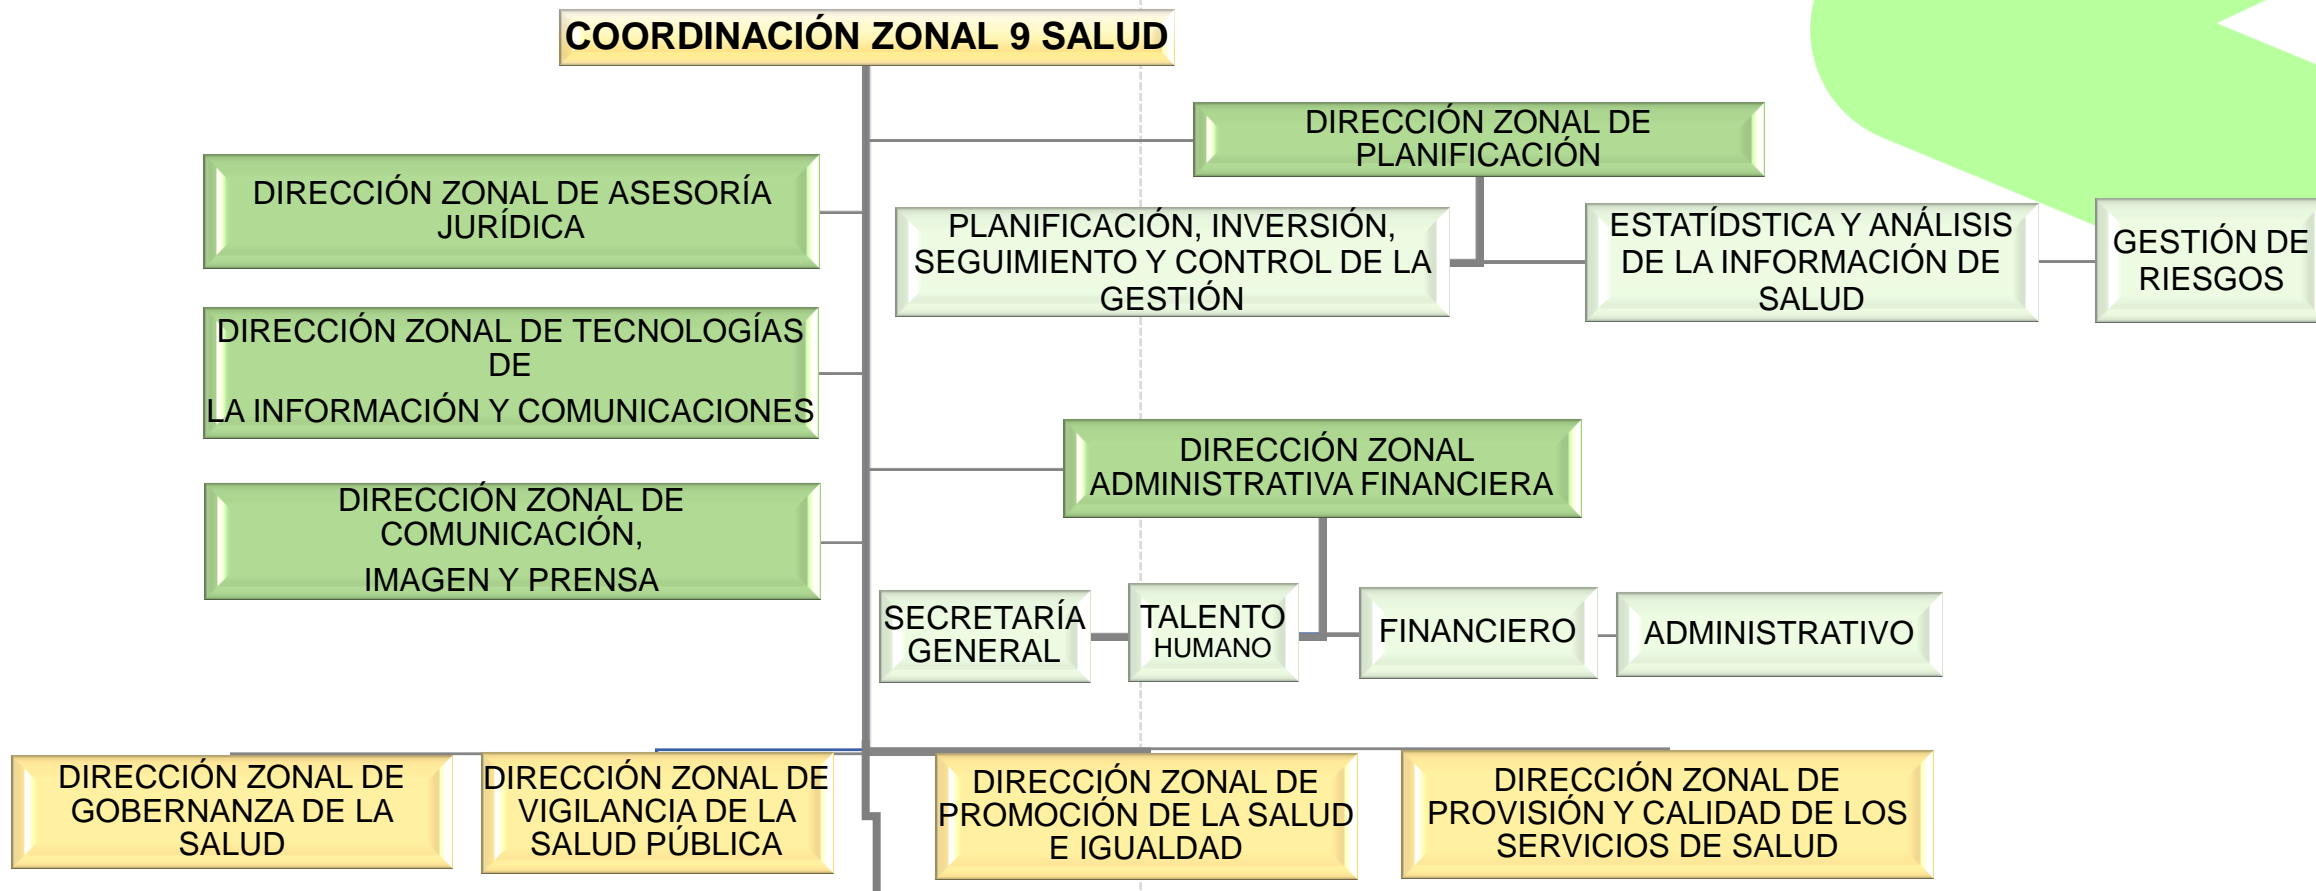 COORDINACIÓN ZONAL 9 SALUD
DIRECCIÓN ZONAL DE
PLANIFICACIÓN
DIRECCIÓN ZONAL DE ASESORÍA
JURÍDICA
PLANIFICACIÓN, INVERSIÓN,
SEGUIMIENTO Y CONTROL DE LA
GESTIÓN
ESTATÍDSTICA Y ANÁLISIS
DE LA INFORMACIÓN DE
SALUD
GESTIÓN DE
RIESGOS
DIRECCIÓN ZONAL DE TECNOLOGÍAS
DE
LA INFORMACIÓN Y COMUNICACIONES
DIRECCIÓN ZONAL
ADMINISTRATIVA FINANCIERA
DIRECCIÓN ZONAL DE
COMUNICACIÓN,
IMAGEN Y PRENSA
SECRETARÍA
GENERAL
TALENTO
HUMANO
FINANCIERO
ADMINISTRATIVO
DIRECCIÓN ZONAL DE
GOBERNANZA DE LA
SALUD
DIRECCIÓN ZONAL DE
VIGILANCIA DE LA
SALUD PÚBLICA
DIRECCIÓN ZONAL DE
PROMOCIÓN DE LA SALUD
E IGUALDAD
DIRECCIÓN ZONAL DE
PROVISIÓN Y CALIDAD DE LOS
SERVICIOS DE SALUD